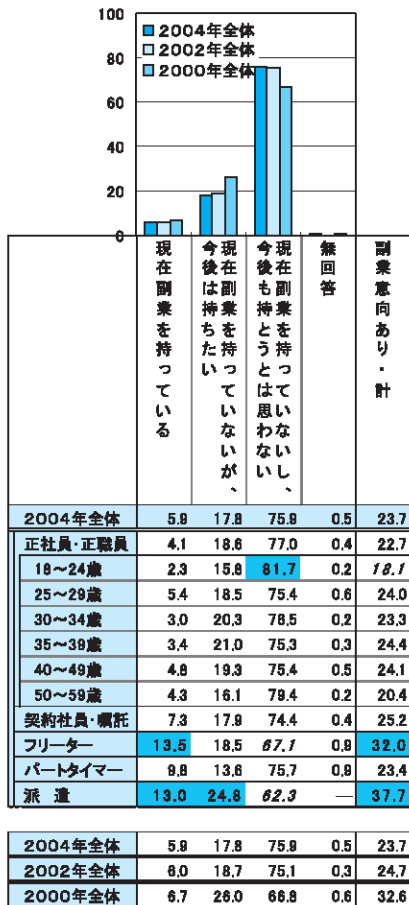 100
80
60
40
20
0
2004年全体
2002年全体
2000年全体
現在副業を持っている
現在副業を持っていないが、
今後は持ちたい
現在副業を持っていないし、
今後も持とうとは思わない
無回答
副業意向あり・計
2004年全体 5.9 17.8 75.9 0.5 23.7
正社員・正職員 4.1 18.6 77.0 0.4 22.7
18～24歳 2.3 15.8 81.7 0.2 18.1
25～29歳 5.4 18.5 75.4 0.6 24.0
30～34歳 3.0 20.3 76.5 0.2 23.3
35～39歳 3.4 21.0 75.3 0.3 24.4
40～49歳 4.8 19.3 75.4 0.5 24.1
50～59歳 4.3 16.1 79.4 0.2 20.4
契約社員・嘱託 7.3 17.9 74.4 0.4 25.2
フリーター 13.5 18.5 67.1 0.9 32.0
パートタイマー 9.8 13.6 75.7 0.9 23.4
派 遣 13.0 24.8 62.3 — 37.7
2004年全体 5.9 17.8 75.9 0.5 23.7
2002年全体 6.0 18.7 75.1 0.3 24.7
2000年全体 6.7 26.0 66.8 0.6 32.6